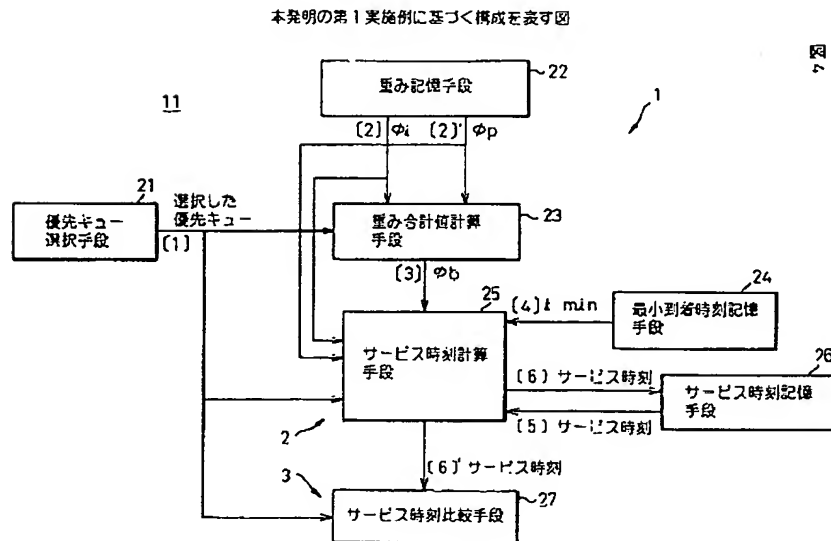 本発明の第1実施例に基づく構成を表す図
図
11
重み記憶手段
22
1
[2] φi
[2]' φp
21
優先キュー
選択手段
選択した
優先キュー
[1]
重み合計値計算
手段
23
[3] φb
25
24
[4] t min
最小到着時刻記憶
手段
サービス時刻計算
手段
26
[6] サービス時刻
サービス時刻記憶
手段
[5] サービス時刻
2
[6]' サービス時刻
3
27
サービス時刻比較手段